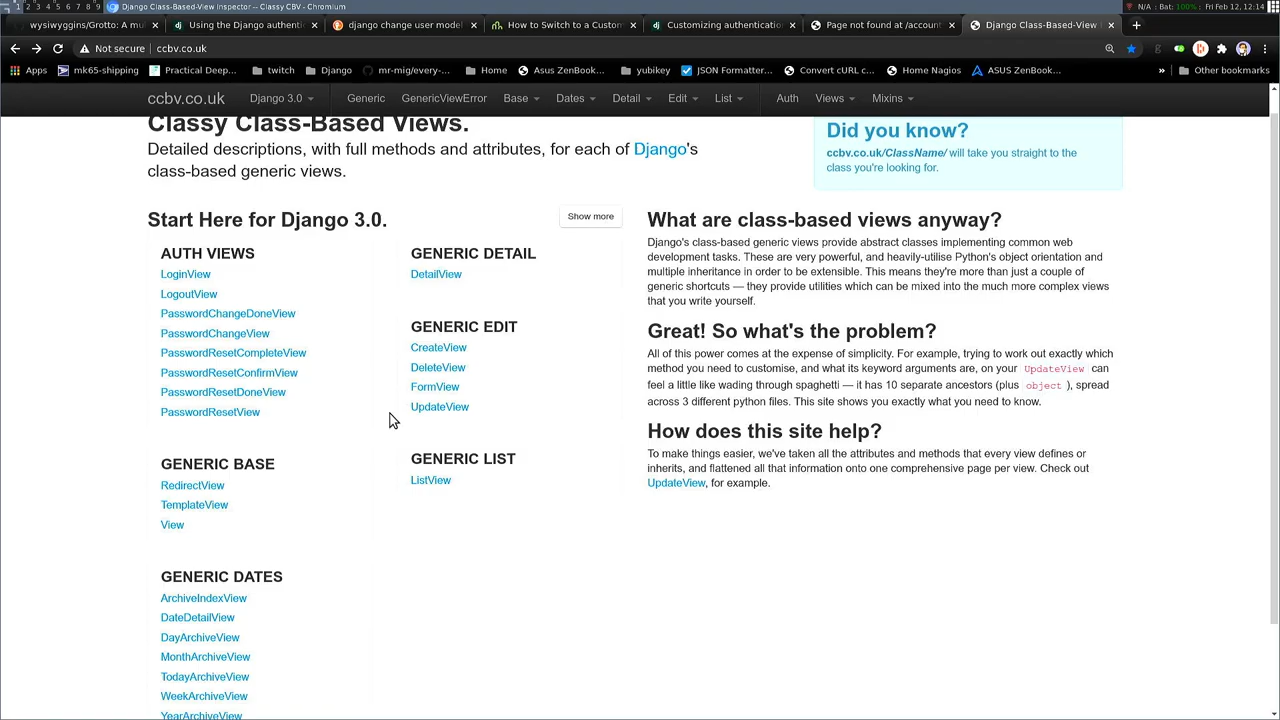 1 2 3 4 5 6 7 8 9 Django Class-Based-View Inspector -- Classy CBV - Chromium N/A Bat: 100% Fri Feb 12, 12:14
wysiwyggins/Grotto: A mu × Using the Django authenti × django change user model × How to Switch to a Custom × Customizing authenticatio × Page not found at /account × Django Class-Based-View I × +
Not secure ccbv.co.uk
Apps mk65-shipping Practical Deep... twitch Django mr-mig/every-... Home Asus ZenBook... yubikey JSON Formatter... Convert cURL c... Home Nagios ASUS ZenBook... » Other bookmarks
ccbv.co.uk Django 3.0 Generic GenericViewError Base Dates Detail Edit List Auth Views Mixins
Classy Class-Based Views.
Detailed descriptions, with full methods and attributes, for each of Django's
class-based generic views.
Did you know?
ccbv.co.uk/ClassName/ will take you straight to the
class you're looking for.
Start Here for Django 3.0.
Show more
AUTH VIEWS
LoginView
LogoutView
PasswordChangeDoneView
PasswordChangeView
PasswordResetCompleteView
PasswordResetConfirmView
PasswordResetDoneView
PasswordResetView
GENERIC BASE
RedirectView
TemplateView
View
GENERIC DATES
ArchiveIndexView
DateDetailView
DayArchiveView
MonthArchiveView
TodayArchiveView
WeekArchiveView
YearArchiveView
GENERIC DETAIL
DetailView
GENERIC EDIT
CreateView
DeleteView
FormView
UpdateView
GENERIC LIST
ListView
What are class-based views anyway?
Django's class-based generic views provide abstract classes implementing common web
development tasks. These are very powerful, and heavily-utilise Python's object orientation and
multiple inheritance in order to be extensible. This means they're more than just a couple of
generic shortcuts — they provide utilities which can be mixed into the much more complex views
that you write yourself.
Great! So what's the problem?
All of this power comes at the expense of simplicity. For example, trying to work out exactly which
method you need to customise, and what its keyword arguments are, on your UpdateView can
feel a little like wading through spaghetti — it has 10 separate ancestors (plus object ), spread
across 3 different python files. This site shows you exactly what you need to know.
How does this site help?
To make things easier, we've taken all the attributes and methods that every view defines or
inherits, and flattened all that information onto one comprehensive page per view. Check out
UpdateView, for example.